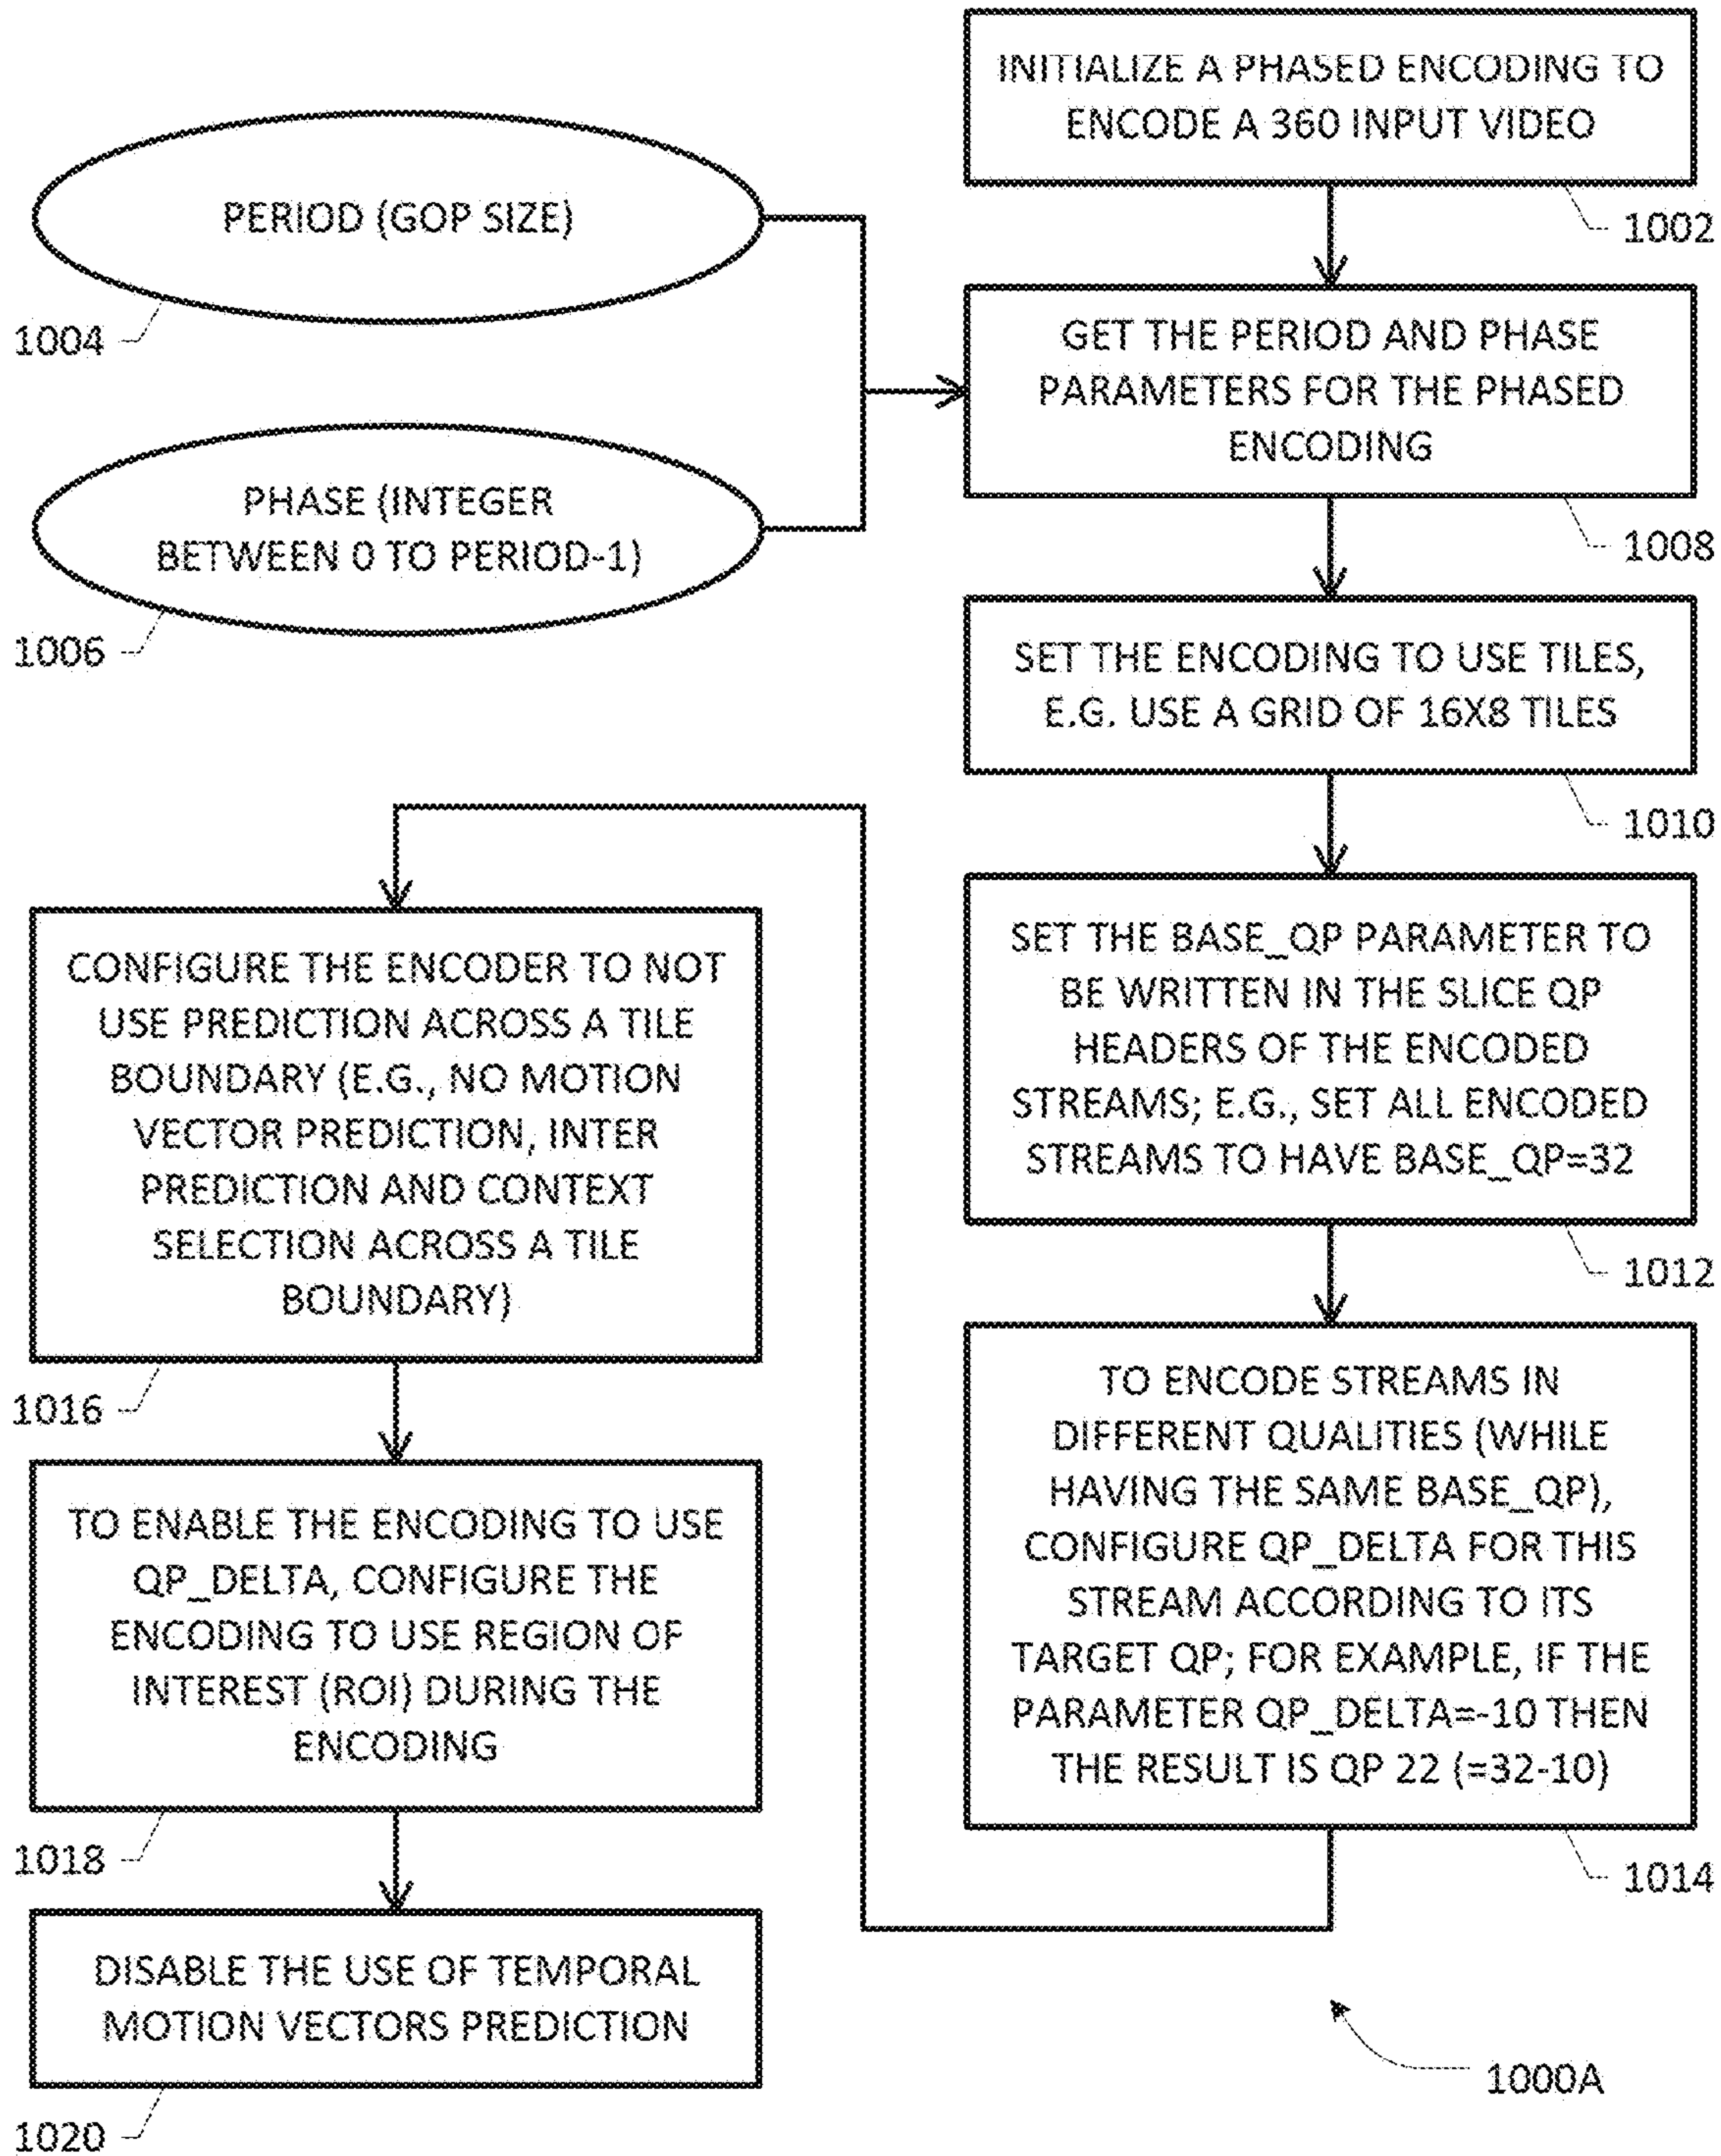 INITIALIZE A PHASED ENCODING TO
ENCODE A 360 INPUT VIDEO
1002
PERIOD (GOP SIZE)
1004
PHASE (INTEGER
BETWEEN 0 TO PERIOD-1)
1006
GET THE PERIOD AND PHASE
PARAMETERS FOR THE PHASED
ENCODING
1008
SET THE ENCODING TO USE TILES,
E.G. USE A GRID OF 16X8 TILES
1010
SET THE BASE_QP PARAMETER TO
BE WRITTEN IN THE SLICE QP
HEADERS OF THE ENCODED
STREAMS; E.G., SET ALL ENCODED
STREAMS TO HAVE BASE_QP=32
1012
TO ENCODE STREAMS IN
DIFFERENT QUALITIES (WHILE
HAVING THE SAME BASE_QP),
CONFIGURE QP_DELTA FOR THIS
STREAM ACCORDING TO ITS
TARGET QP; FOR EXAMPLE, IF THE
PARAMETER QP_DELTA=-10 THEN
THE RESULT IS QP 22 (=32-10)
1014
CONFIGURE THE ENCODER TO NOT
USE PREDICTION ACROSS A TILE
BOUNDARY (E.G., NO MOTION
VECTOR PREDICTION, INTER
PREDICTION AND CONTEXT
SELECTION ACROSS A TILE
BOUNDARY)
1016
TO ENABLE THE ENCODING TO USE
QP_DELTA, CONFIGURE THE
ENCODING TO USE REGION OF
INTEREST (ROI) DURING THE
ENCODING
1018
DISABLE THE USE OF TEMPORAL
MOTION VECTORS PREDICTION
1020
1000A